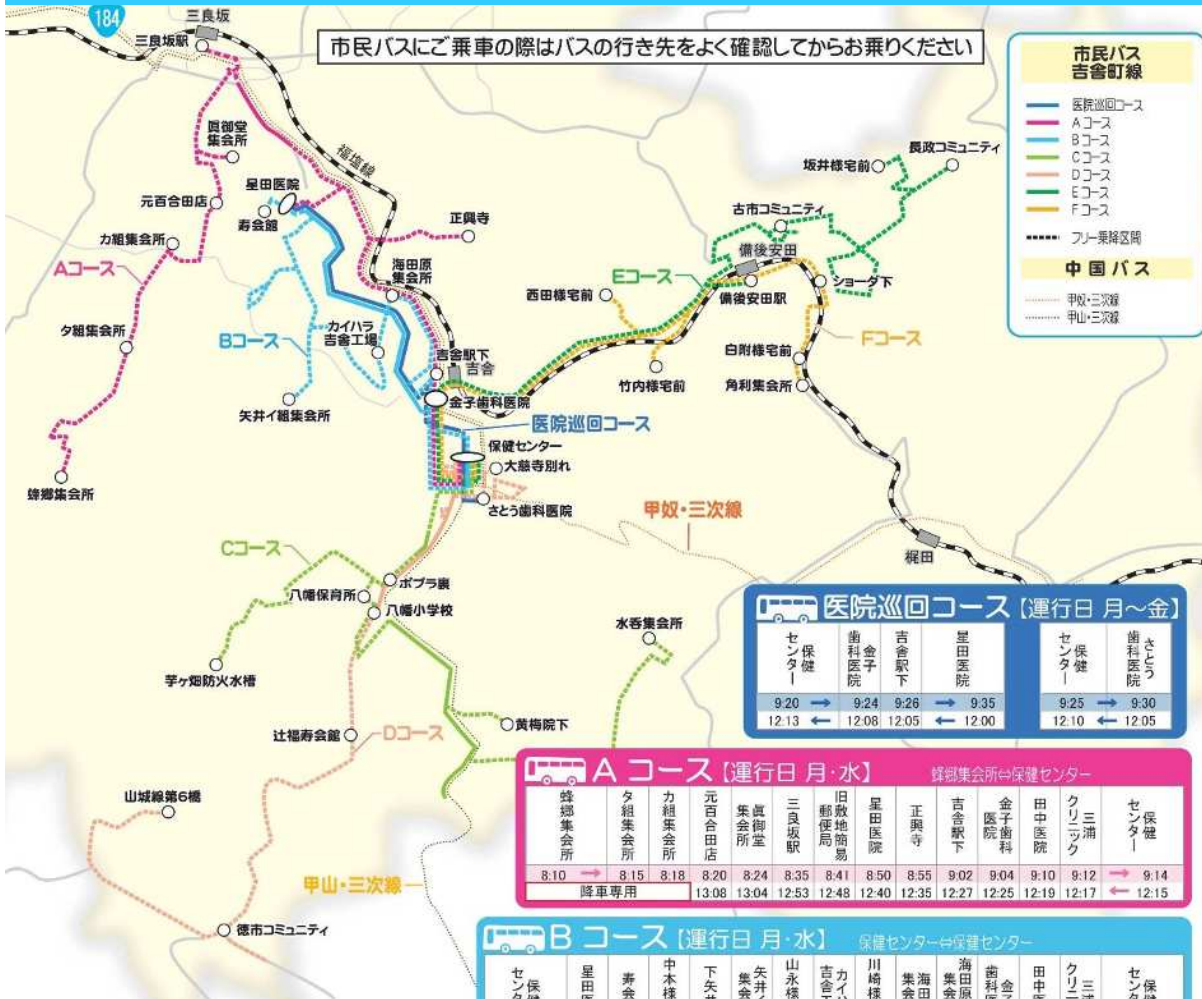 184
三良坂
三良坂駅
市民バスにご乗車の際はバスの行き先をよく確認してからお乗りください
市民バス
吉舎町線
医院巡回コース
Aコース
Bコース
Cコース
Dコース
Eコース
Fコース
フリー乗降区間
中国バス
甲奴・三次線
甲山・三次線
眞御堂
集会所
福塩線
星田医院
寿会館
元百合田店
カ組集会所
Aコース
正興寺
海田原
集会所
坂井様宅前
長政コミュニティ
古市コミュニティ
備後安田
備後安田駅
ショーダ下
Eコース
西田様宅前
Fコース
タ組集会所
Bコース
カイハラ
吉舎工場
吉舎駅下
吉舎
竹内様宅前
白附様宅前
角利集会所
矢井イ組集会所
金子歯科医院
医院巡回コース
保健センター
大慈寺別れ
さとう歯科医院
蜂郷集会所
甲奴・三次線
梶田
Cコース
ポプラ裏
八幡保育所
八幡小学校
水呑集会所
芋ヶ畑防火水槽
黄梅院下
辻福寿会館
Dコース
山城線第6橋
甲山・三次線
徳市コミュニティ
医院巡回コース【運行日 月〜金】
保健センター 金子歯科医院 吉舎駅下 星田医院 保健センター さとう歯科医院
9:20 → 9:24 9:26 → 9:35 9:25 → 9:30
12:13 ← 12:08 12:05 ← 12:00 12:10 ← 12:05
Aコース【運行日 月・水】 蜂郷集会所⇔保健センター
蜂郷集会所 タ組集会所 カ組集会所 元百合田店 眞御堂集会所 三良坂駅 旧敷地簡易郵便局 星田医院 正興寺 吉舎駅下 金子歯科医院 田中医院 三浦クリニック 保健センター
8:10 → 8:15 8:18 8:20 8:24 8:35 8:41 8:50 8:55 9:02 9:04 9:10 9:12 → 9:14
降車専用 13:08 13:04 12:53 12:48 12:40 12:35 12:27 12:25 12:19 12:17 ← 12:15
Bコース【運行日 月・水】 保健センター⇔保健センター